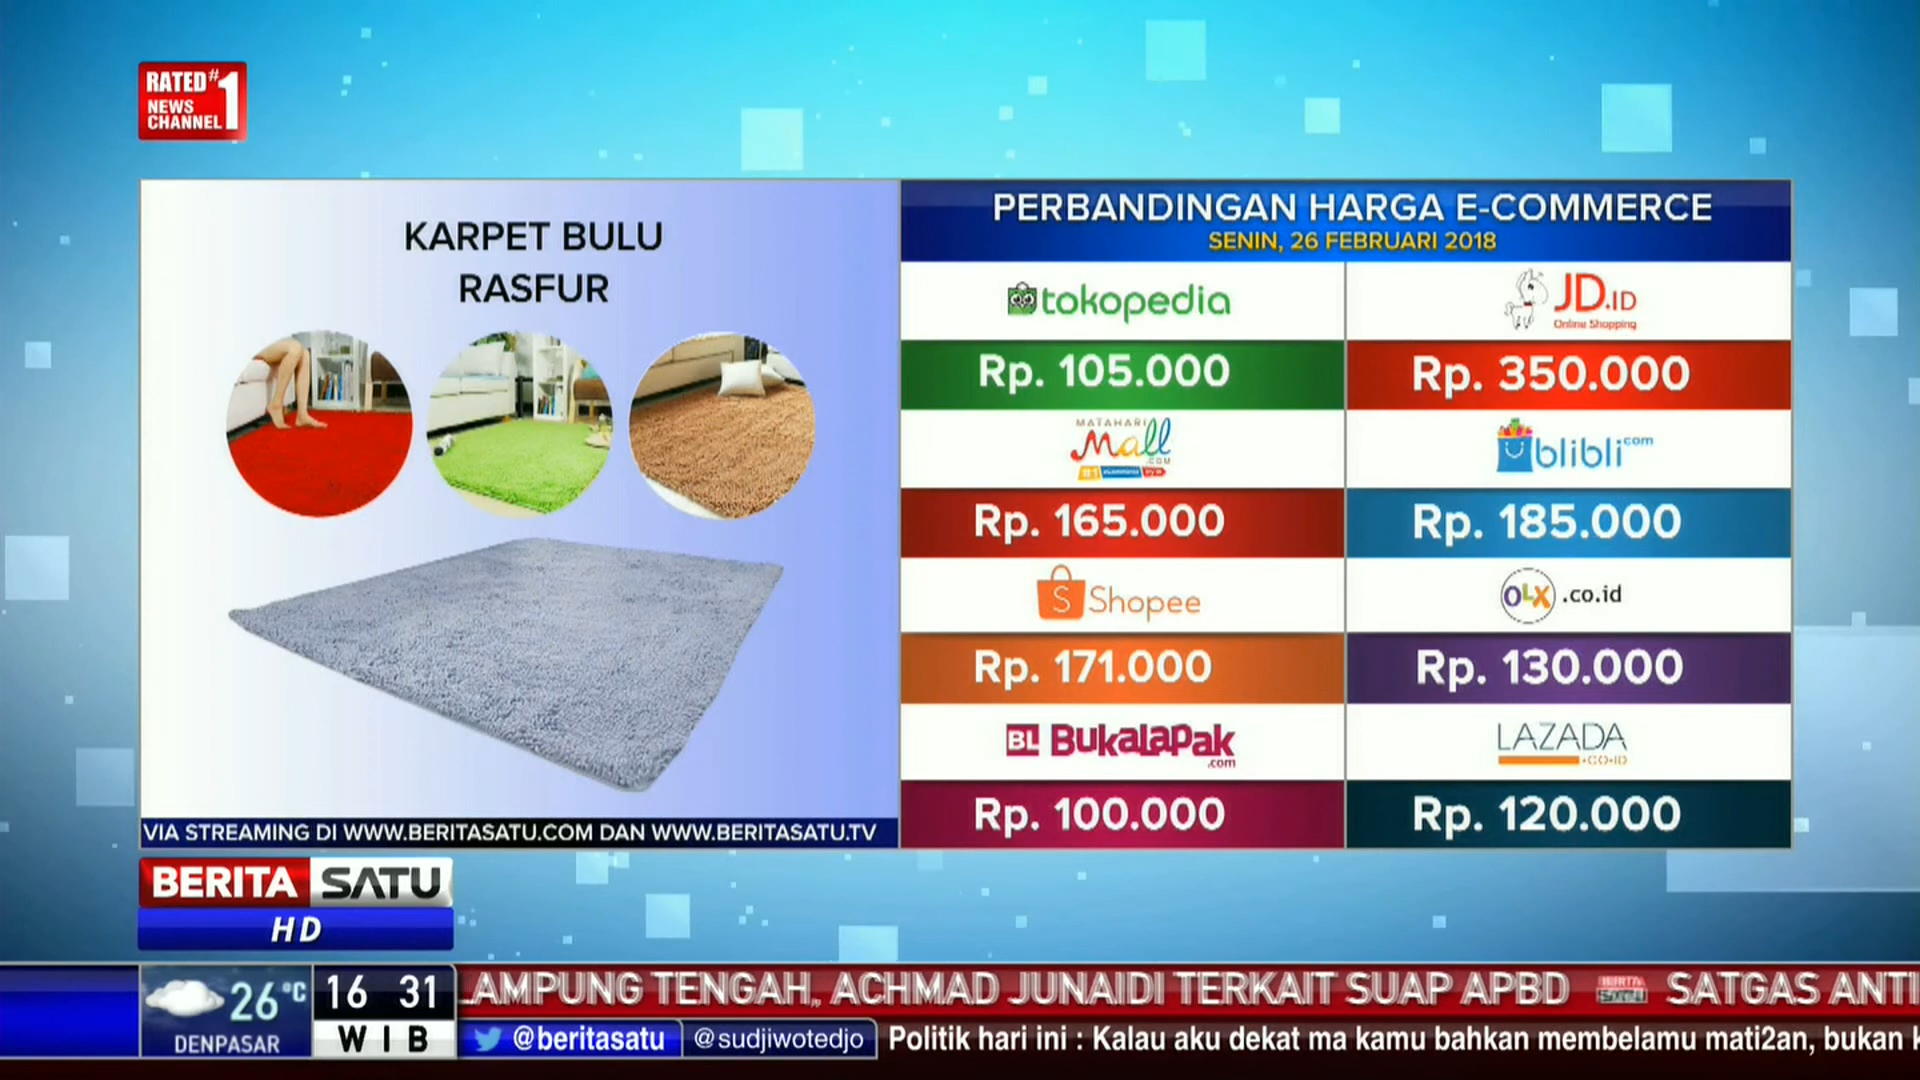 RATED #1
NEWS
CHANNEL
KARPET BULU
RASFUR
PERBANDINGAN HARGA E-COMMERCE
SENIN, 26 FEBRUARI 2018
tokopedia
JD.ID
Online Shopping
Rp. 105.000
Rp. 350.000
MATAHARI
Mall
.COM
blibli.com
Rp. 165.000
Rp. 185.000
S Shopee
OLX .co.id
Rp. 171.000
Rp. 130.000
BL BukaLapak
.com
LAZADA
.CO.ID
Rp. 100.000
Rp. 120.000
VIA STREAMING DI WWW.BERITASATU.COM DAN WWW.BERITASATU.TV
BERITA SATU
HD
26°C
DENPASAR
16 31
WIB
LAMPUNG TENGAH, ACHMAD JUNAIDI TERKAIT SUAP APBD SATGAS ANTI
@beritasatu @sudjiwotedjo Politik hari ini : Kalau aku dekat ma kamu bahkan membelamu mati2an, bukan